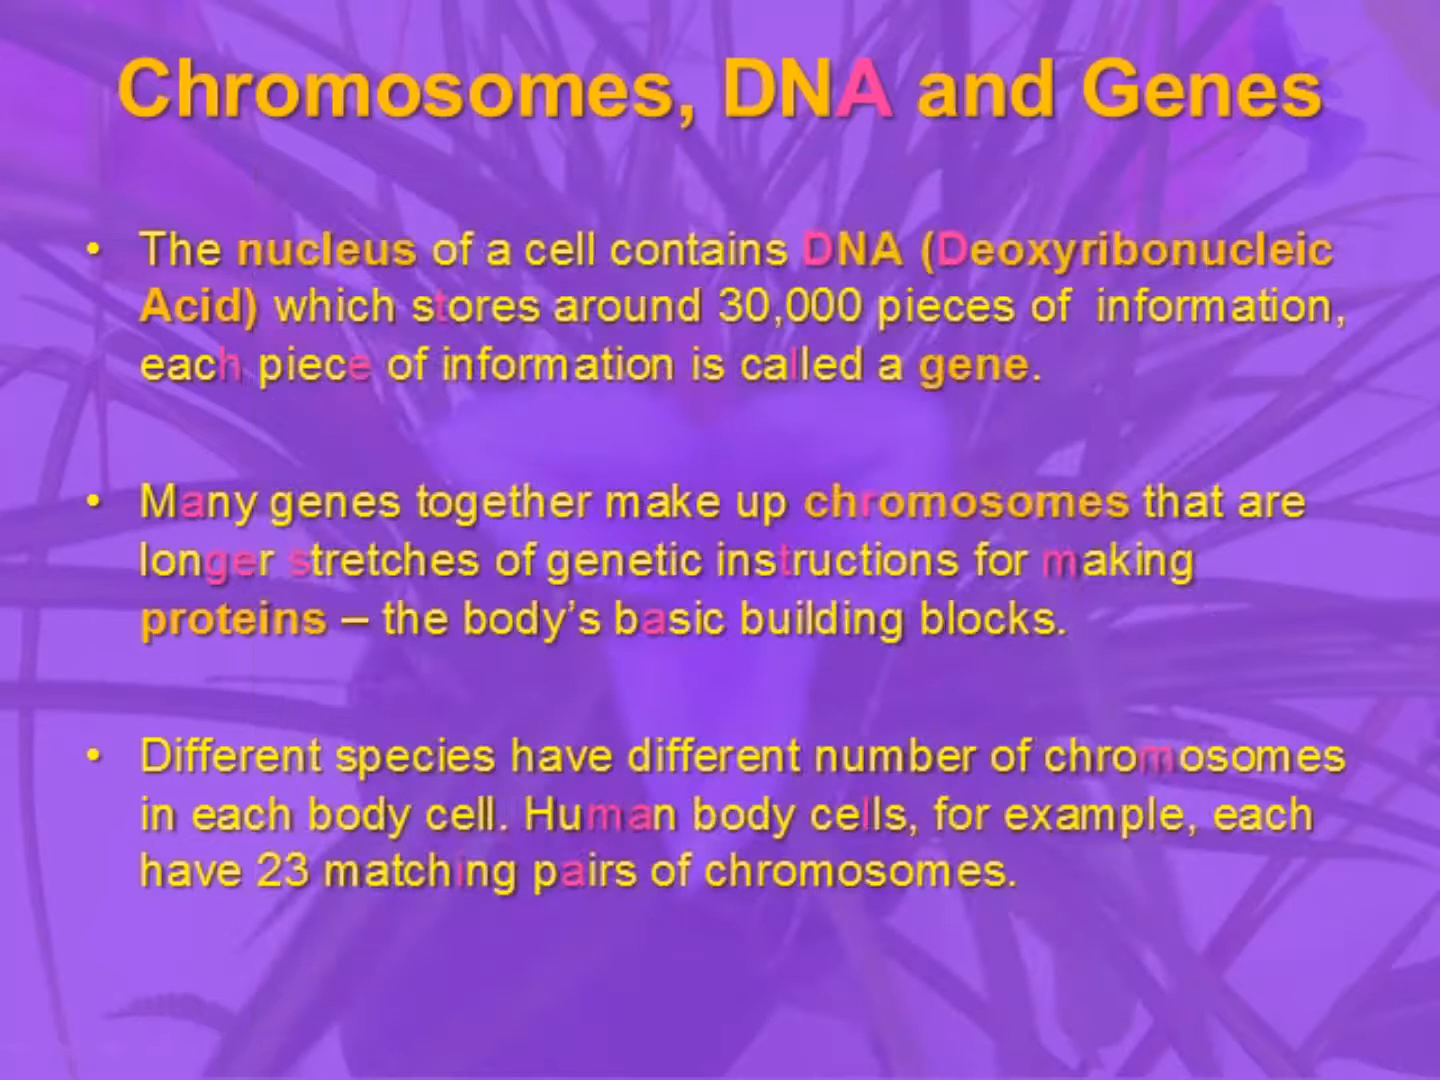 Chromosomes, DNA and Genes
• The nucleus of a cell contains DNA (Deoxyribonucleic
Acid) which stores around 30,000 pieces of information,
each piece of information is called a gene.
• Many genes together make up chromosomes that are
longer stretches of genetic instructions for making
proteins – the body’s basic building blocks.
• Different species have different number of chromosomes
in each body cell. Human body cells, for example, each
have 23 matching pairs of chromosomes.